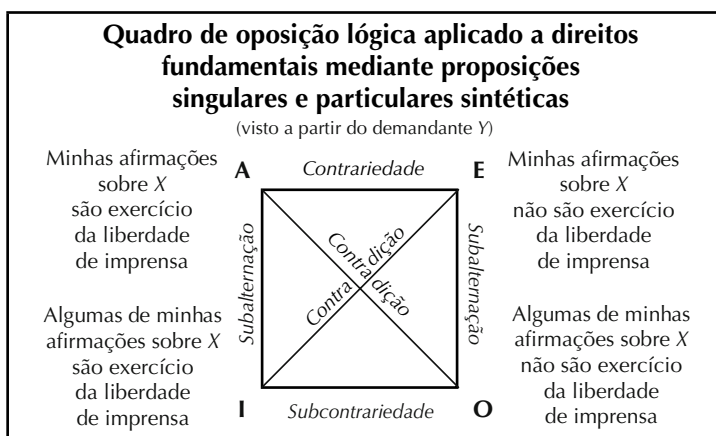 Quadro de oposição lógica aplicado a direitos
fundamentais mediante proposições
singulares e particulares sintéticas
(visto a partir do demandante Y)
Minhas afirmações
sobre X
são exercício
da liberdade
de imprensa
A
Contrariedade
E
Minhas afirmações
sobre X
não são exercício
da liberdade
de imprensa
Subalternação
Contradição
Contradição
Subalternação
Algumas de minhas
afirmações sobre X
são exercício
da liberdade
de imprensa
I
Subcontrariedade
O
Algumas de minhas
afirmações sobre X
não são exercício
da liberdade
de imprensa